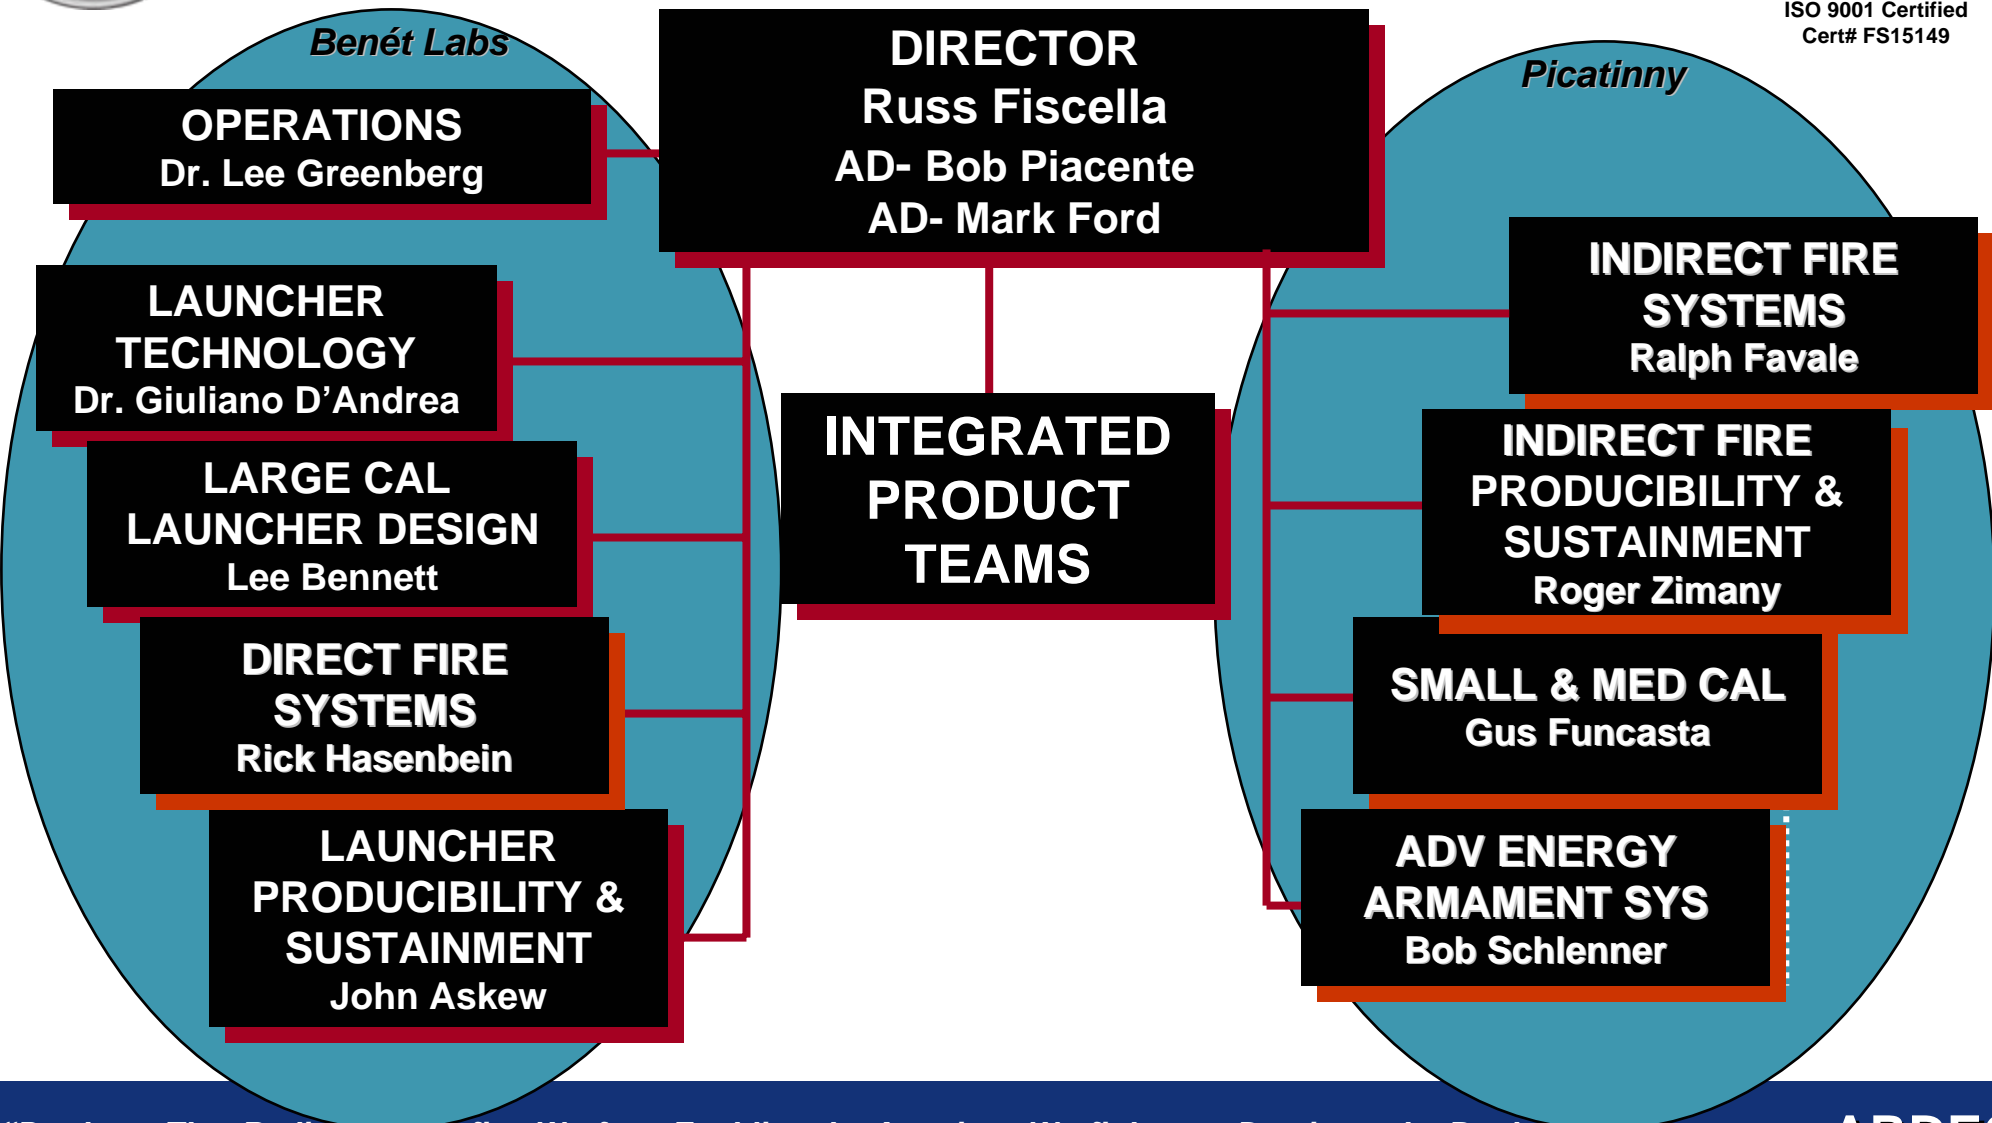 ISO 9001 Certified
Cert# FS15149
Benét Labs
DIRECTOR
Russ Fiscella
AD- Bob Piacente
AD- Mark Ford
Picatinny
OPERATIONS
Dr. Lee Greenberg
LAUNCHER
TECHNOLOGY
Dr. Giuliano D’Andrea
LARGE CAL
LAUNCHER DESIGN
Lee Bennett
DIRECT FIRE
SYSTEMS
Rick Hasenbein
LAUNCHER
PRODUCIBILITY &
SUSTAINMENT
John Askew
INTEGRATED
PRODUCT
TEAMS
INDIRECT FIRE
SYSTEMS
Ralph Favale
INDIRECT FIRE
PRODUCIBILITY &
SUSTAINMENT
Roger Zimany
SMALL & MED CAL
Gus Funcasta
ADV ENERGY
ARMAMENT SYS
Bob Schlenner